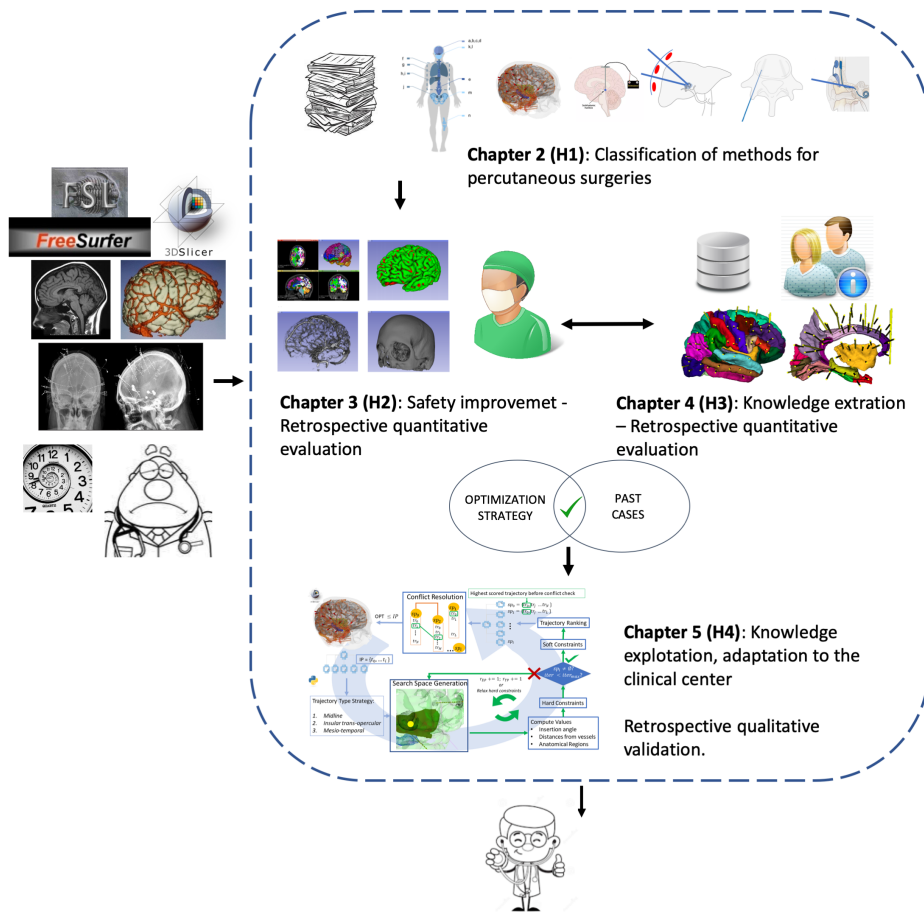 Chapter 2 (H1): Classification of methods for
percutaneous surgeries
FSL
FreeSurfer
3DSlicer
Chapter 3 (H2): Safety improvemet -
Retrospective quantitative
evaluation
Chapter 4 (H3): Knowledge extration
– Retrospective quantitative
evaluation
OPTIMIZATION
STRATEGY
PAST
CASES
Highest scored trajectory before conflict check
Conflict Resolution
Trajectory Ranking
Soft Constraints
Hard Constraints
Search Space Generation
or
Relax hard constraints
Trajectory Type Strategy:
1. Midline
2. Insular trans-opercular
3. Mesio-temporal
Compute Values
• Insertion angle
• Distances from vessels
• Anatomical Regions
Chapter 5 (H4): Knowledge
explotation, adaptation to the
clinical center
Retrospective qualitative
validation.